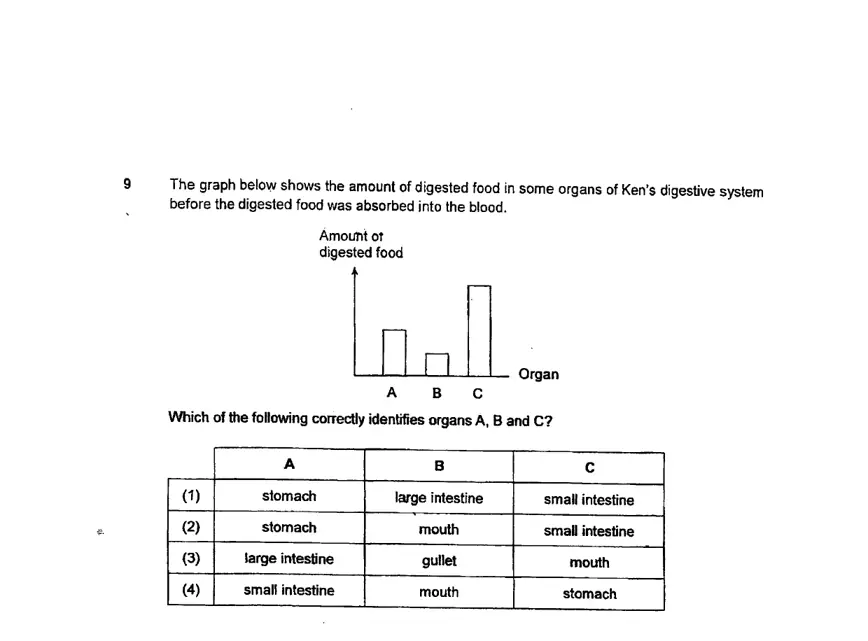 9 The graph below shows the amount of digested food in some organs of Ken's digestive system
before the digested food was absorbed into the blood.
Amount of
digested food
Organ
A B C
Which of the following correctly identifies organs A, B and C?
A B C
(1) stomach large intestine small intestine
(2) stomach mouth small intestine
(3) large intestine gullet mouth
(4) small intestine mouth stomach